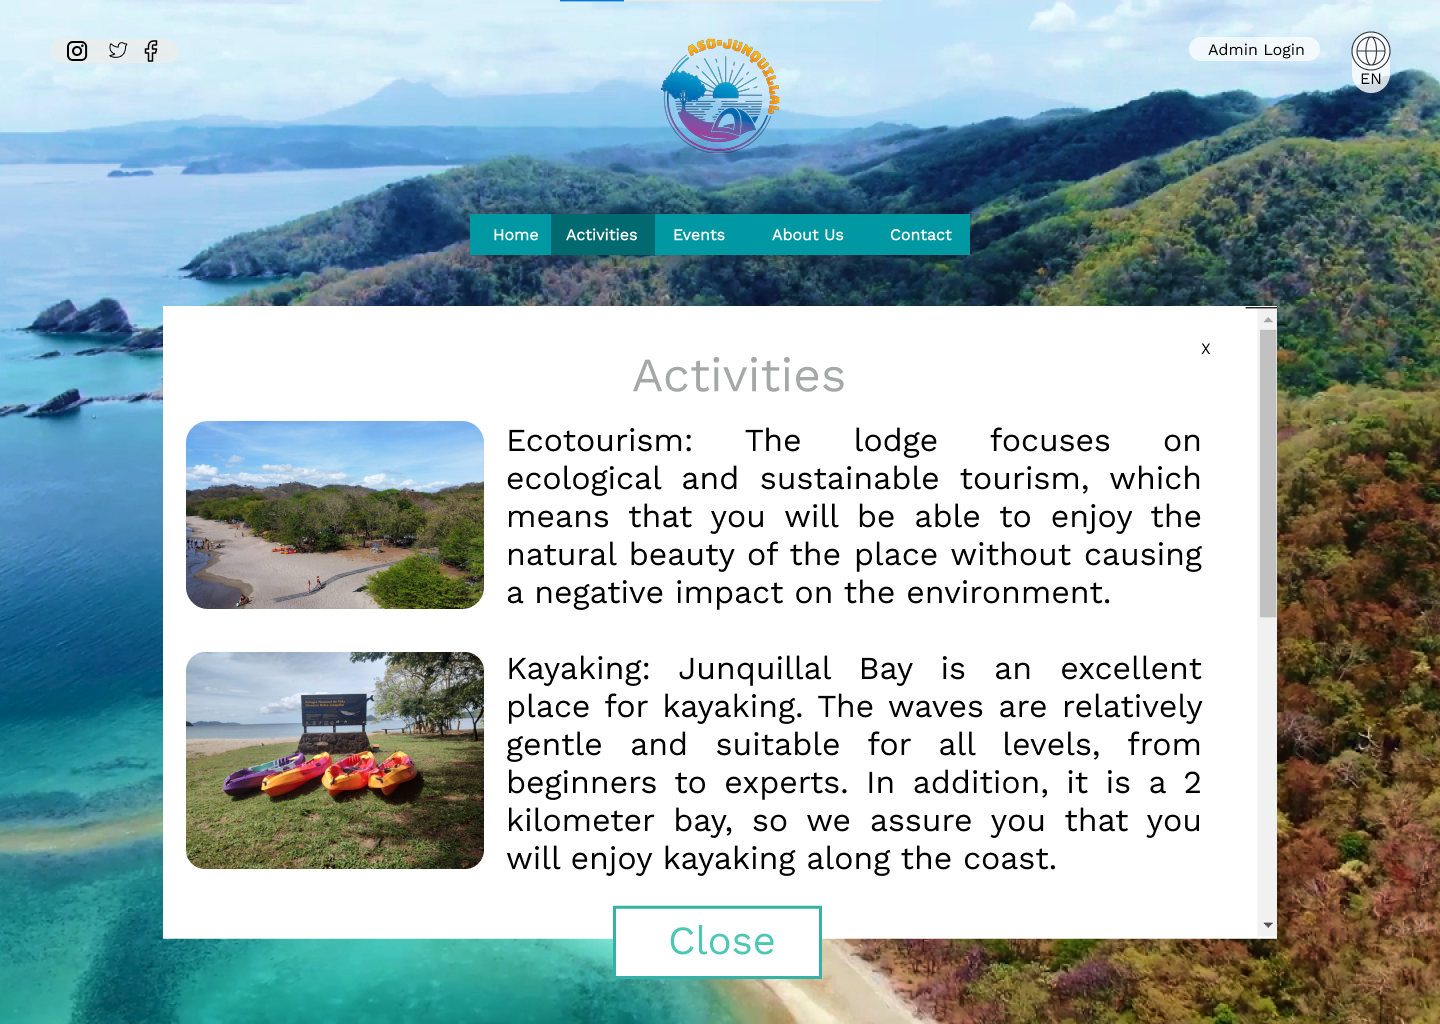 ASO-JUNQUILLAL
Admin Login
EN
Home Activities Events About Us Contact
X
Activities
Ecotourism: The lodge focuses on
ecological and sustainable tourism, which
means that you will be able to enjoy the
natural beauty of the place without causing
a negative impact on the environment.
Kayaking: Junquillal Bay is an excellent
place for kayaking. The waves are relatively
gentle and suitable for all levels, from
beginners to experts. In addition, it is a 2
kilometer bay, so we assure you that you
will enjoy kayaking along the coast.
Close